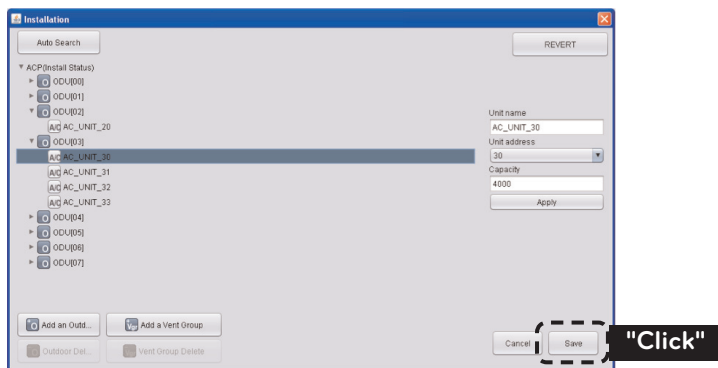 Installation
Auto Search
REVERT
ACP(Install Status)
ODU[00]
ODU[01]
ODU[02]
AC_UNIT_20
ODU[03]
AC_UNIT_30
AC_UNIT_31
AC_UNIT_32
AC_UNIT_33
ODU[04]
ODU[05]
ODU[06]
ODU[07]
Unit name
AC_UNIT_30
Unit address
30
Capacity
4000
Apply
Add an Outd...
Add a Vent Group
Outdoor Del...
Vent Group Delete
Cancel
Save
"Click"